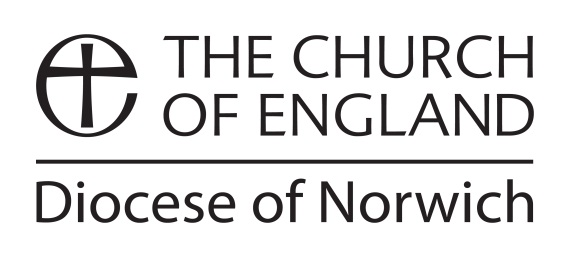 THE CHURCH
OF ENGLAND
Diocese of Norwich